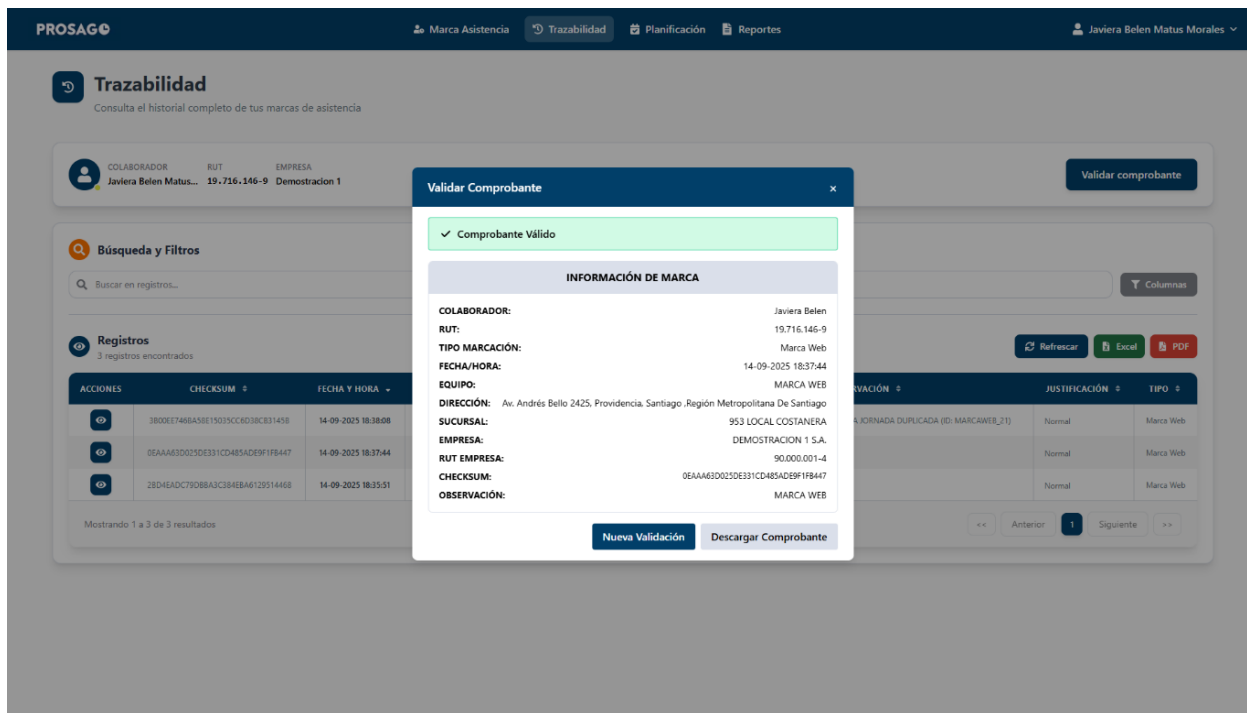 PROSAGO
Marca Asistencia Trazabilidad Planificación Reportes Javiera Belen Matus Morales
Trazabilidad
Consulta el historial completo de tus marcas de asistencia
COLABORADOR RUT EMPRESA
Javiera Belen Matus... 19.716.146-9 Demostracion 1
Validar comprobante
Búsqueda y Filtros
Buscar en registros...
Columnas
Registros
3 registros encontrados
Refrescar Excel PDF
ACCIONES CHECKSUM FECHA Y HORA RVACIÓN JUSTIFICACIÓN TIPO
14-09-2025 18:38:08 A JORNADA DUPLICADA (ID: MARCAWEB_21) Normal Marca Web
0EAAA63D025DE331CD485ADE9F1FB447 14-09-2025 18:37:44 Normal Marca Web
14-09-2025 18:35:51 Normal Marca Web
Mostrando 1 a 3 de 3 resultados
<< Anterior 1 Siguiente >>
Validar Comprobante ×
Comprobante Válido
INFORMACIÓN DE MARCA
COLABORADOR: Javiera Belen
RUT: 19.716.146-9
TIPO MARCACIÓN: Marca Web
FECHA/HORA: 14-09-2025 18:37:44
EQUIPO: MARCA WEB
DIRECCIÓN: Av. Andrés Bello 2425, Providencia, Santiago ,Región Metropolitana De Santiago
SUCURSAL: 953 LOCAL COSTANERA
EMPRESA: DEMOSTRACION 1 S.A.
RUT EMPRESA: 90.000.001-4
CHECKSUM: 0EAAA63D025DE331CD485ADE9F1FB447
OBSERVACIÓN: MARCA WEB
Nueva Validación Descargar Comprobante